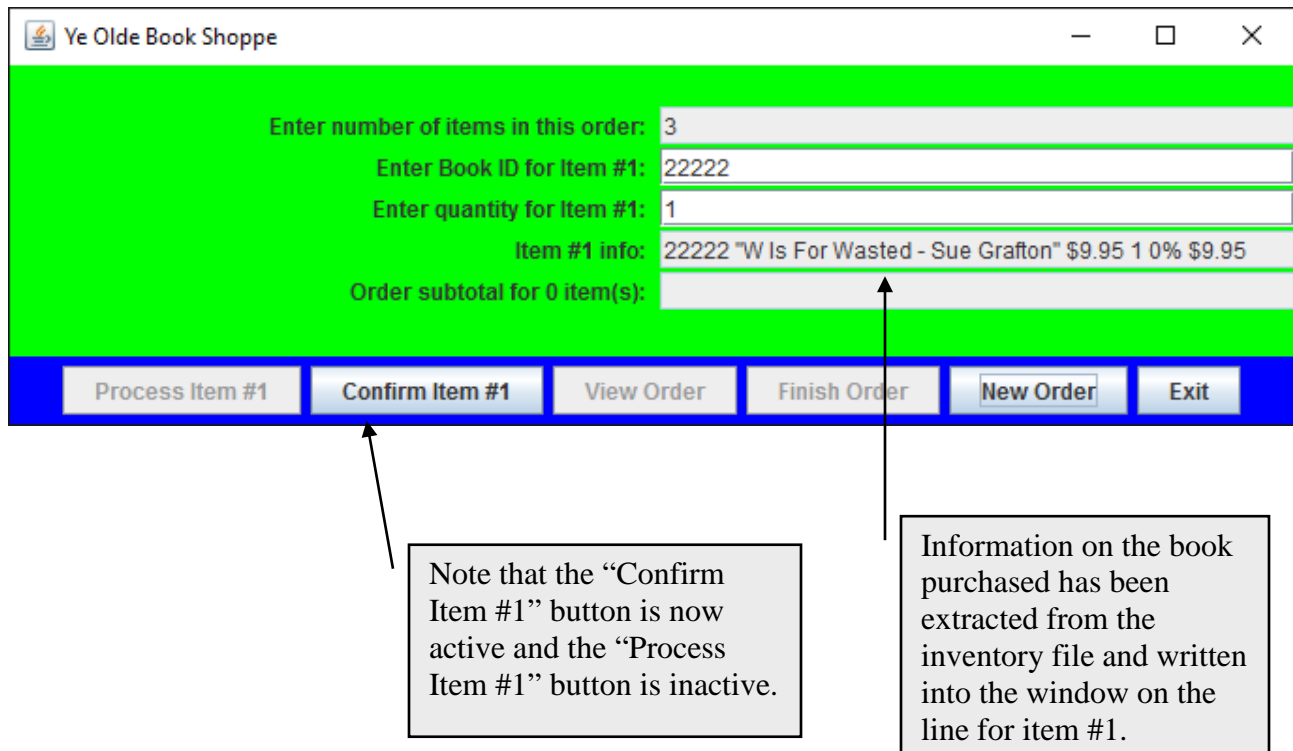 Ye Olde Book Shoppe
Enter number of items in this order: 3
Enter Book ID for Item #1: 22222
Enter quantity for Item #1: 1
Item #1 info: 22222 "W Is For Wasted - Sue Grafton" $9.95 1 0% $9.95
Order subtotal for 0 item(s):
Process Item #1 Confirm Item #1 View Order Finish Order New Order Exit
Note that the “Confirm
Item #1” button is now
active and the “Process
Item #1” button is inactive.
Information on the book
purchased has been
extracted from the
inventory file and written
into the window on the
line for item #1.